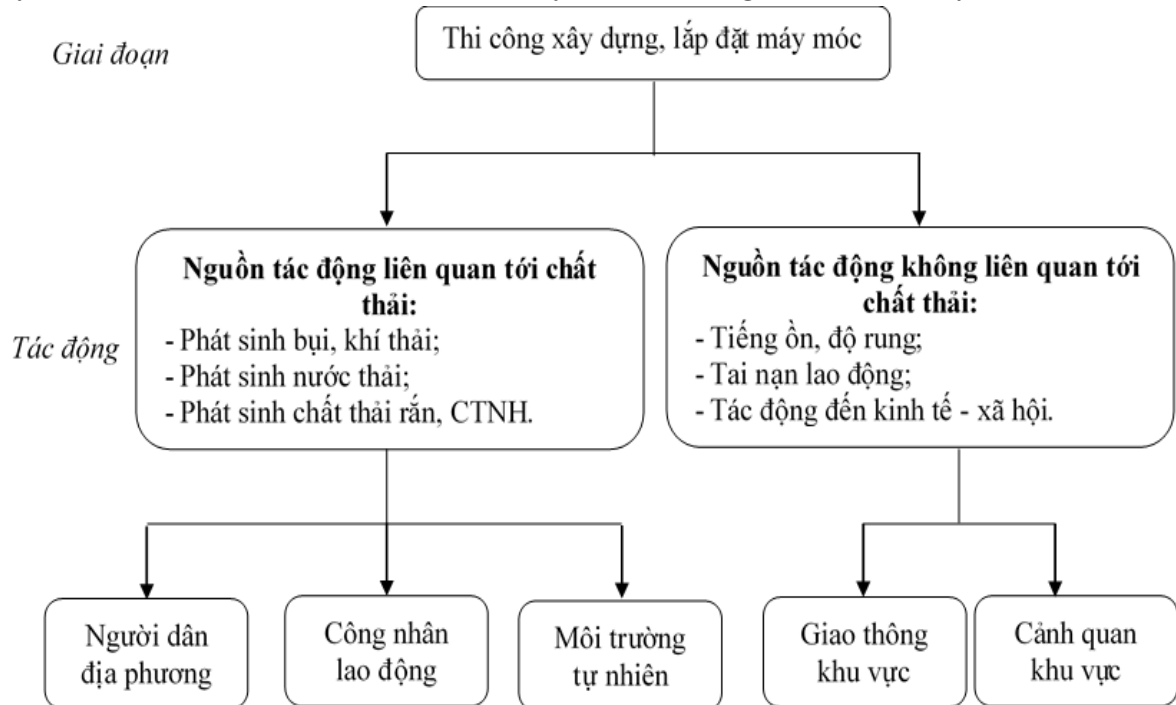 Giai đoạn
Thi công xây dựng, lắp đặt máy móc
Tác động
Nguồn tác động liên quan tới chất
thải:
- Phát sinh bụi, khí thải;
- Phát sinh nước thải;
- Phát sinh chất thải rắn, CTNH.
Nguồn tác động không liên quan tới
chất thải:
- Tiếng ồn, độ rung;
- Tai nạn lao động;
- Tác động đến kinh tế - xã hội.
Người dân
địa phương
Công nhân
lao động
Môi trường
tự nhiên
Giao thông
khu vực
Cảnh quan
khu vực